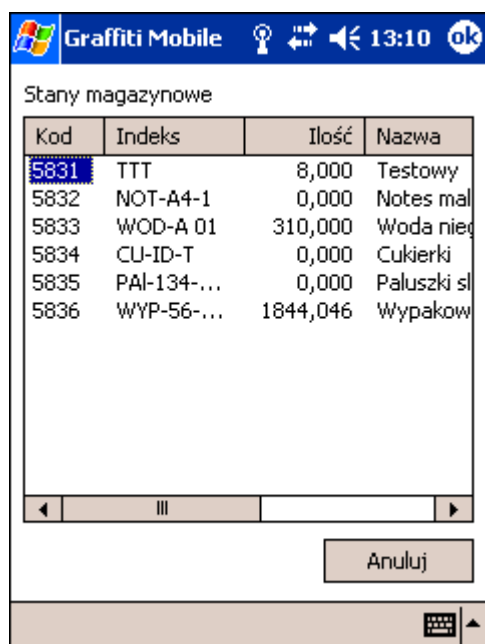 Graffiti Mobile 13:10 ok
Stany magazynowe
Kod Indeks Ilość Nazwa
5831 TTT 8,000 Testowy
5832 NOT-A4-1 0,000 Notes mal
5833 WOD-A 01 310,000 Woda nieg
5834 CU-ID-T 0,000 Cukierki
5835 PAl-134-... 0,000 Paluszki sl
5836 WYP-56-... 1844,046 Wypakow
Anuluj